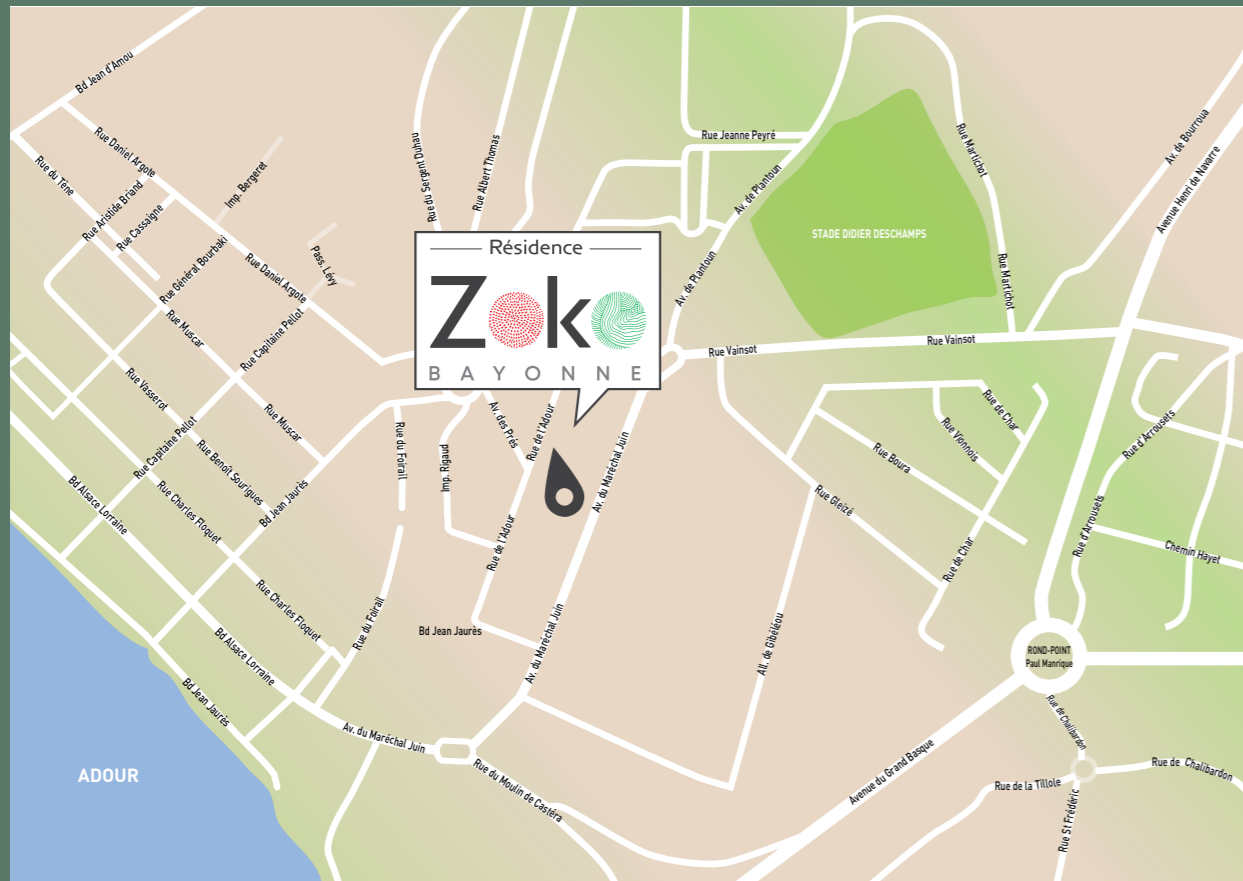 Bd Jean d'Amou
Rue Daniel Argote
Rue du Tène
Rue Aristide Briand
Rue Cassaigne
Imp. Bergeret
Rue Général Bourbaki
Pass. Lévy
Rue Daniel Argote
Rue Muscar
Rue Capitaine Pellot
Rue du Sergent Duhau
Rue Albert Thomas
Rue Jeanne Peyré
Av. de Plantoun
Rue Martichot
Av. de Bourroua
Avenue Henri de Navarre
STADE DIDIER DESCHAMPS
Av. de Plantoun
Rue Martichot
Résidence
Zoko
BAYONNE
Rue Vainsot
Rue Vainsot
Rue Vasserot
Rue Muscar
Rue Capitaine Pellot
Rue Benoît Sourigues
Bd Alsace Lorraine
Rue Charles Floquet
Bd Jean Jaurès
Rue du Foirail
Imp. Rigaud
Av. des Prés
Rue de l'Adour
Av. du Maréchal Juin
Rue de Char
Rue Vionnois
Rue Boura
Rue d'Arrousets
Rue Gleizé
Rue de l'Adour
Rue d'Arrousets
Rue de Char
Chemin Hayet
Rue Charles Floquet
Rue du Foirail
Bd Jean Jaurès
Av. du Maréchal Juin
All. de Gibéléou
ROND-POINT
Paul Manrique
Bd Alsace Lorraine
Bd Jean Jaurès
Av. du Maréchal Juin
Rue de Chalibardon
Avenue du Grand Basque
Rue du Moulin de Castéra
ADOUR
Rue de la Tillole
Rue de Chalibardon
Rue St Frédéric